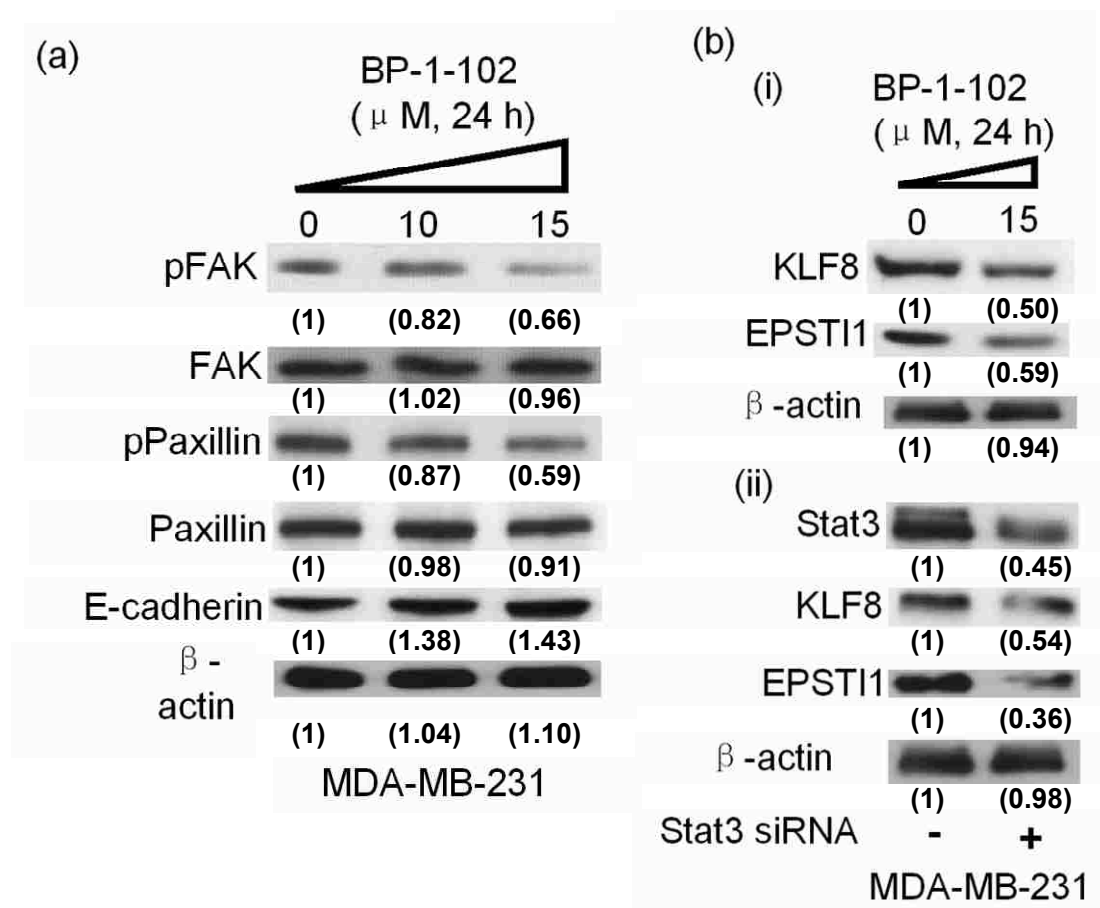 (a)
BP-1-102
(μ M, 24 h)
0 10 15
pFAK
(1) (0.82) (0.66)
FAK
(1) (1.02) (0.96)
pPaxillin
(1) (0.87) (0.59)
Paxillin
(1) (0.98) (0.91)
E-cadherin
(1) (1.38) (1.43)
β-
actin
(1) (1.04) (1.10)
MDA-MB-231
(b)
(i)
BP-1-102
(μ M, 24 h)
0 15
KLF8
(1) (0.50)
EPSTI1
(1) (0.59)
β-actin
(1) (0.94)
(ii)
Stat3
(1) (0.45)
KLF8
(1) (0.54)
EPSTI1
(1) (0.36)
β-actin
(1) (0.98)
Stat3 siRNA - +
MDA-MB-231